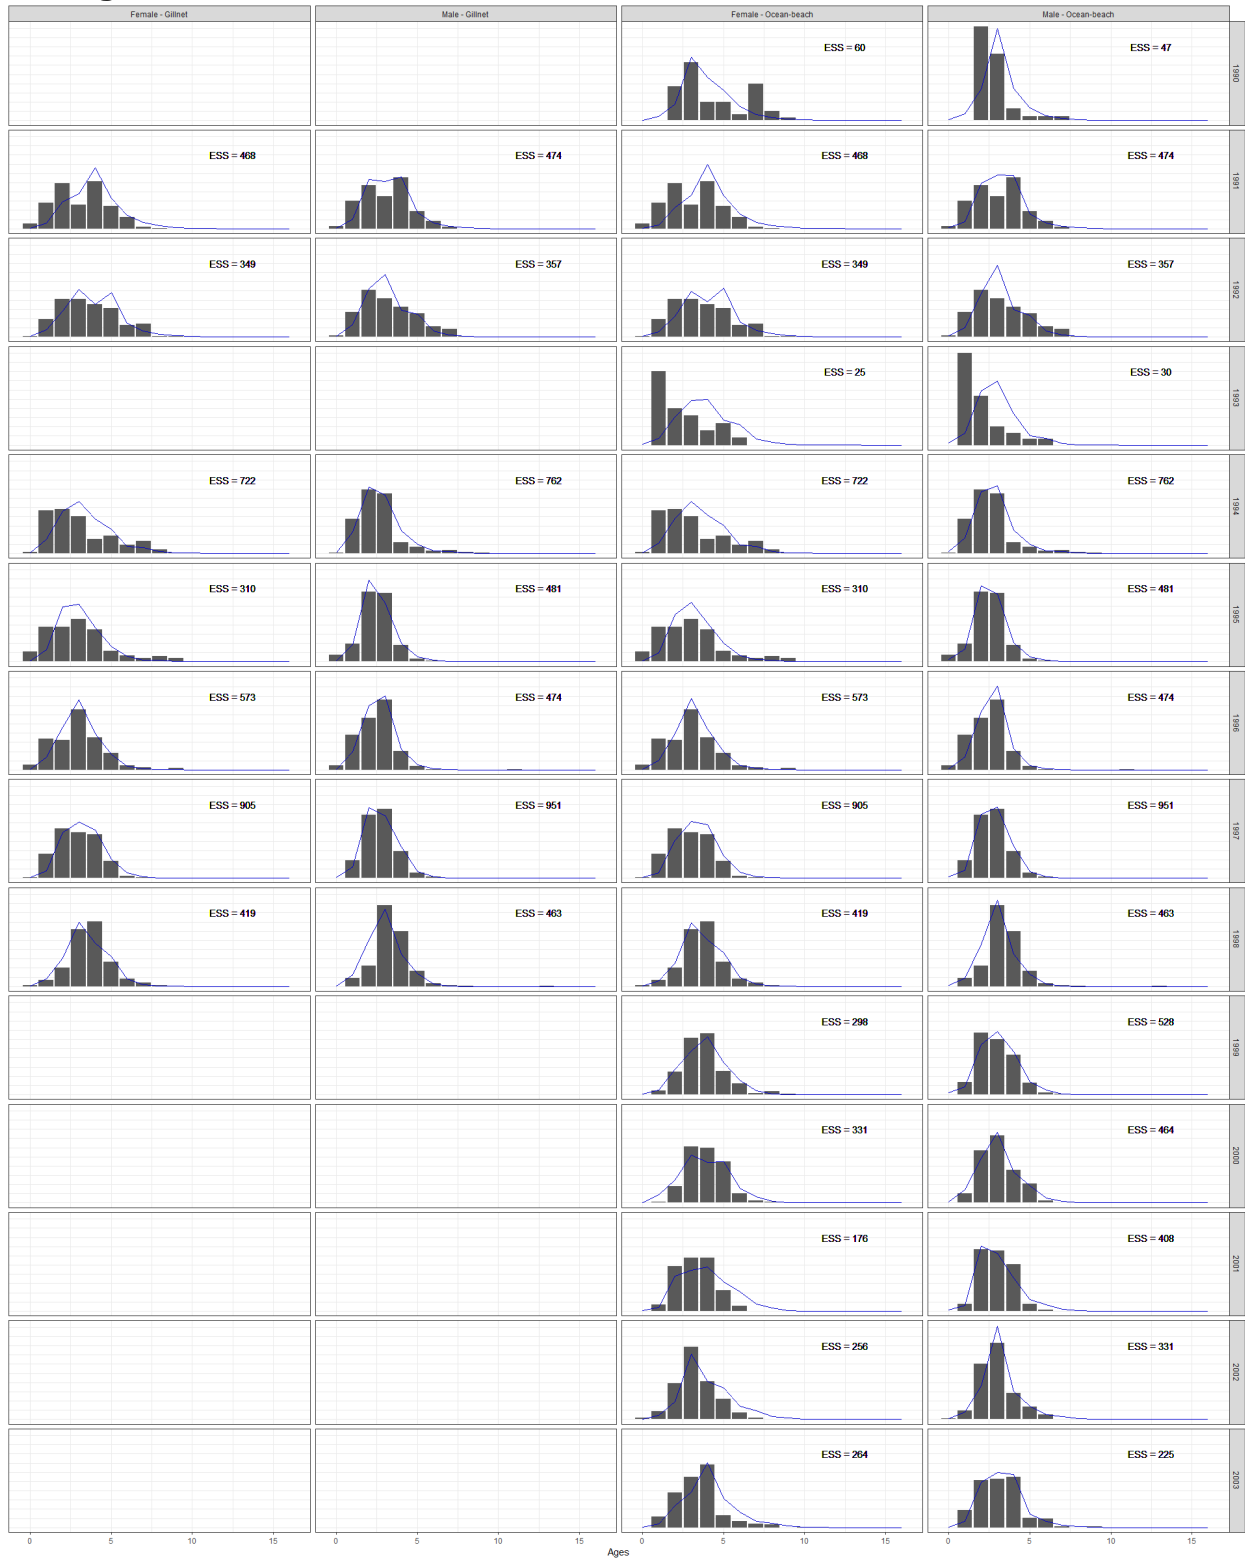 Female - Gillnet
Male - Gillnet
Female - Ocean-beach
Male - Ocean-beach
ESS = 60
ESS = 47
1990
ESS = 468
ESS = 474
ESS = 468
ESS = 474
1991
ESS = 349
ESS = 357
ESS = 349
ESS = 357
1992
ESS = 25
ESS = 30
1993
ESS = 722
ESS = 762
ESS = 722
ESS = 762
1994
ESS = 310
ESS = 481
ESS = 310
ESS = 481
1995
ESS = 573
ESS = 474
ESS = 573
ESS = 474
1996
ESS = 905
ESS = 951
ESS = 905
ESS = 951
1997
ESS = 419
ESS = 463
ESS = 419
ESS = 463
1998
ESS = 298
ESS = 528
1999
ESS = 331
ESS = 464
2000
ESS = 176
ESS = 408
2001
ESS = 256
ESS = 331
2002
ESS = 264
ESS = 225
2003
0 5 10 15 0 5 10 15 0 5 10 15 0 5 10 15
Ages